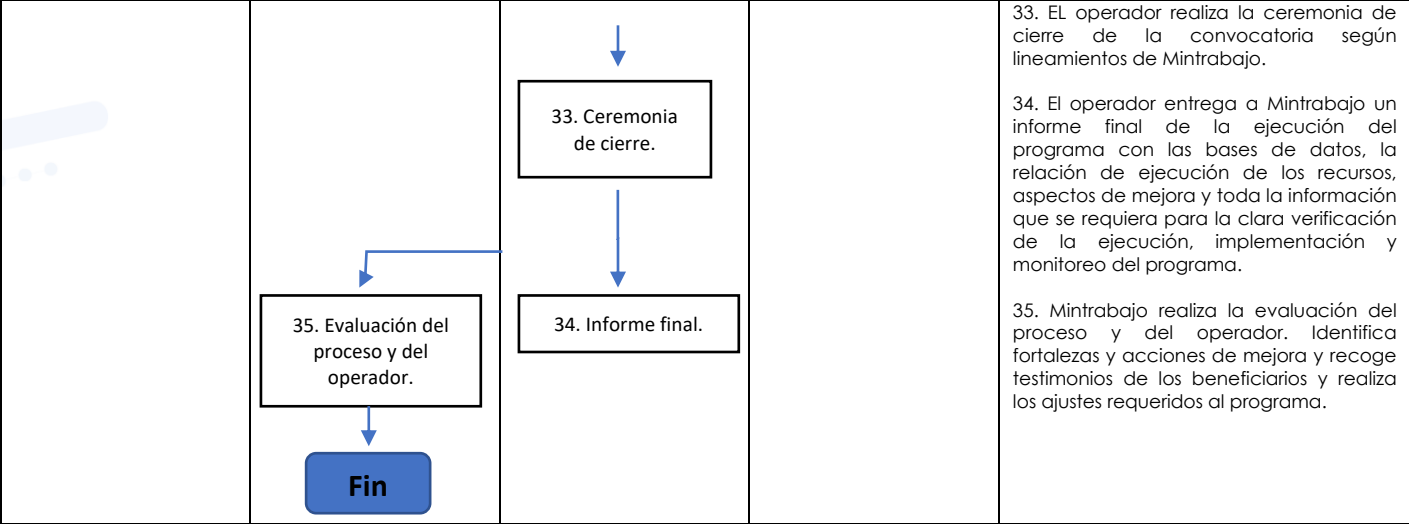 33. Ceremonia
de cierre.
35. Evaluación del
proceso y del
operador.
34. Informe final.
Fin
33. EL operador realiza la ceremonia de
cierre de la convocatoria según
lineamientos de Mintrabajo.
34. El operador entrega a Mintrabajo un
informe final de la ejecución del
programa con las bases de datos, la
relación de ejecución de los recursos,
aspectos de mejora y toda la información
que se requiera para la clara verificación
de la ejecución, implementación y
monitoreo del programa.
35. Mintrabajo realiza la evaluación del
proceso y del operador. Identifica
fortalezas y acciones de mejora y recoge
testimonios de los beneficiarios y realiza
los ajustes requeridos al programa.